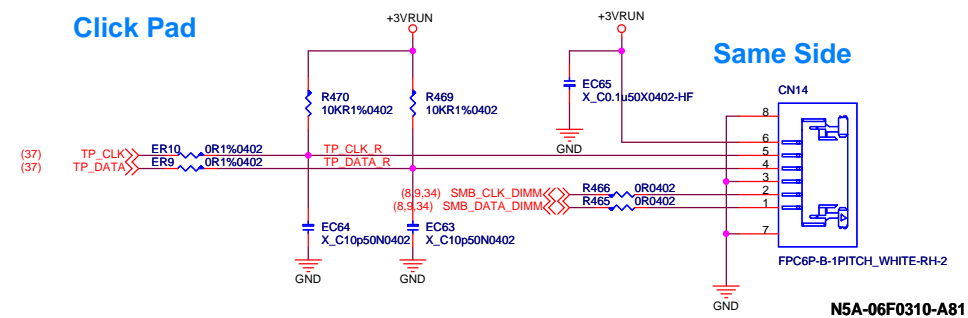 Click Pad
+3VRUN
+3VRUN
Same Side
EC65
X_C0.1u50X0402-HF
GND
CN14
R470
10KR1%0402
R469
10KR1%0402
8
6
5
4
3
2
1
7
(37) TP_CLK ER10 0R1%0402 TP_CLK_R
(37) TP_DATA ER9 0R1%0402 TP_DATA_R
(8,9,34) SMB_CLK_DIMM R466 0R0402
(8,9,34) SMB_DATA_DIMM R465 0R0402
EC64
X_C10p50N0402
EC63
X_C10p50N0402
GND
GND
GND
FPC6P-B-1PITCH_WHITE-RH-2
N5A-06F0310-A81